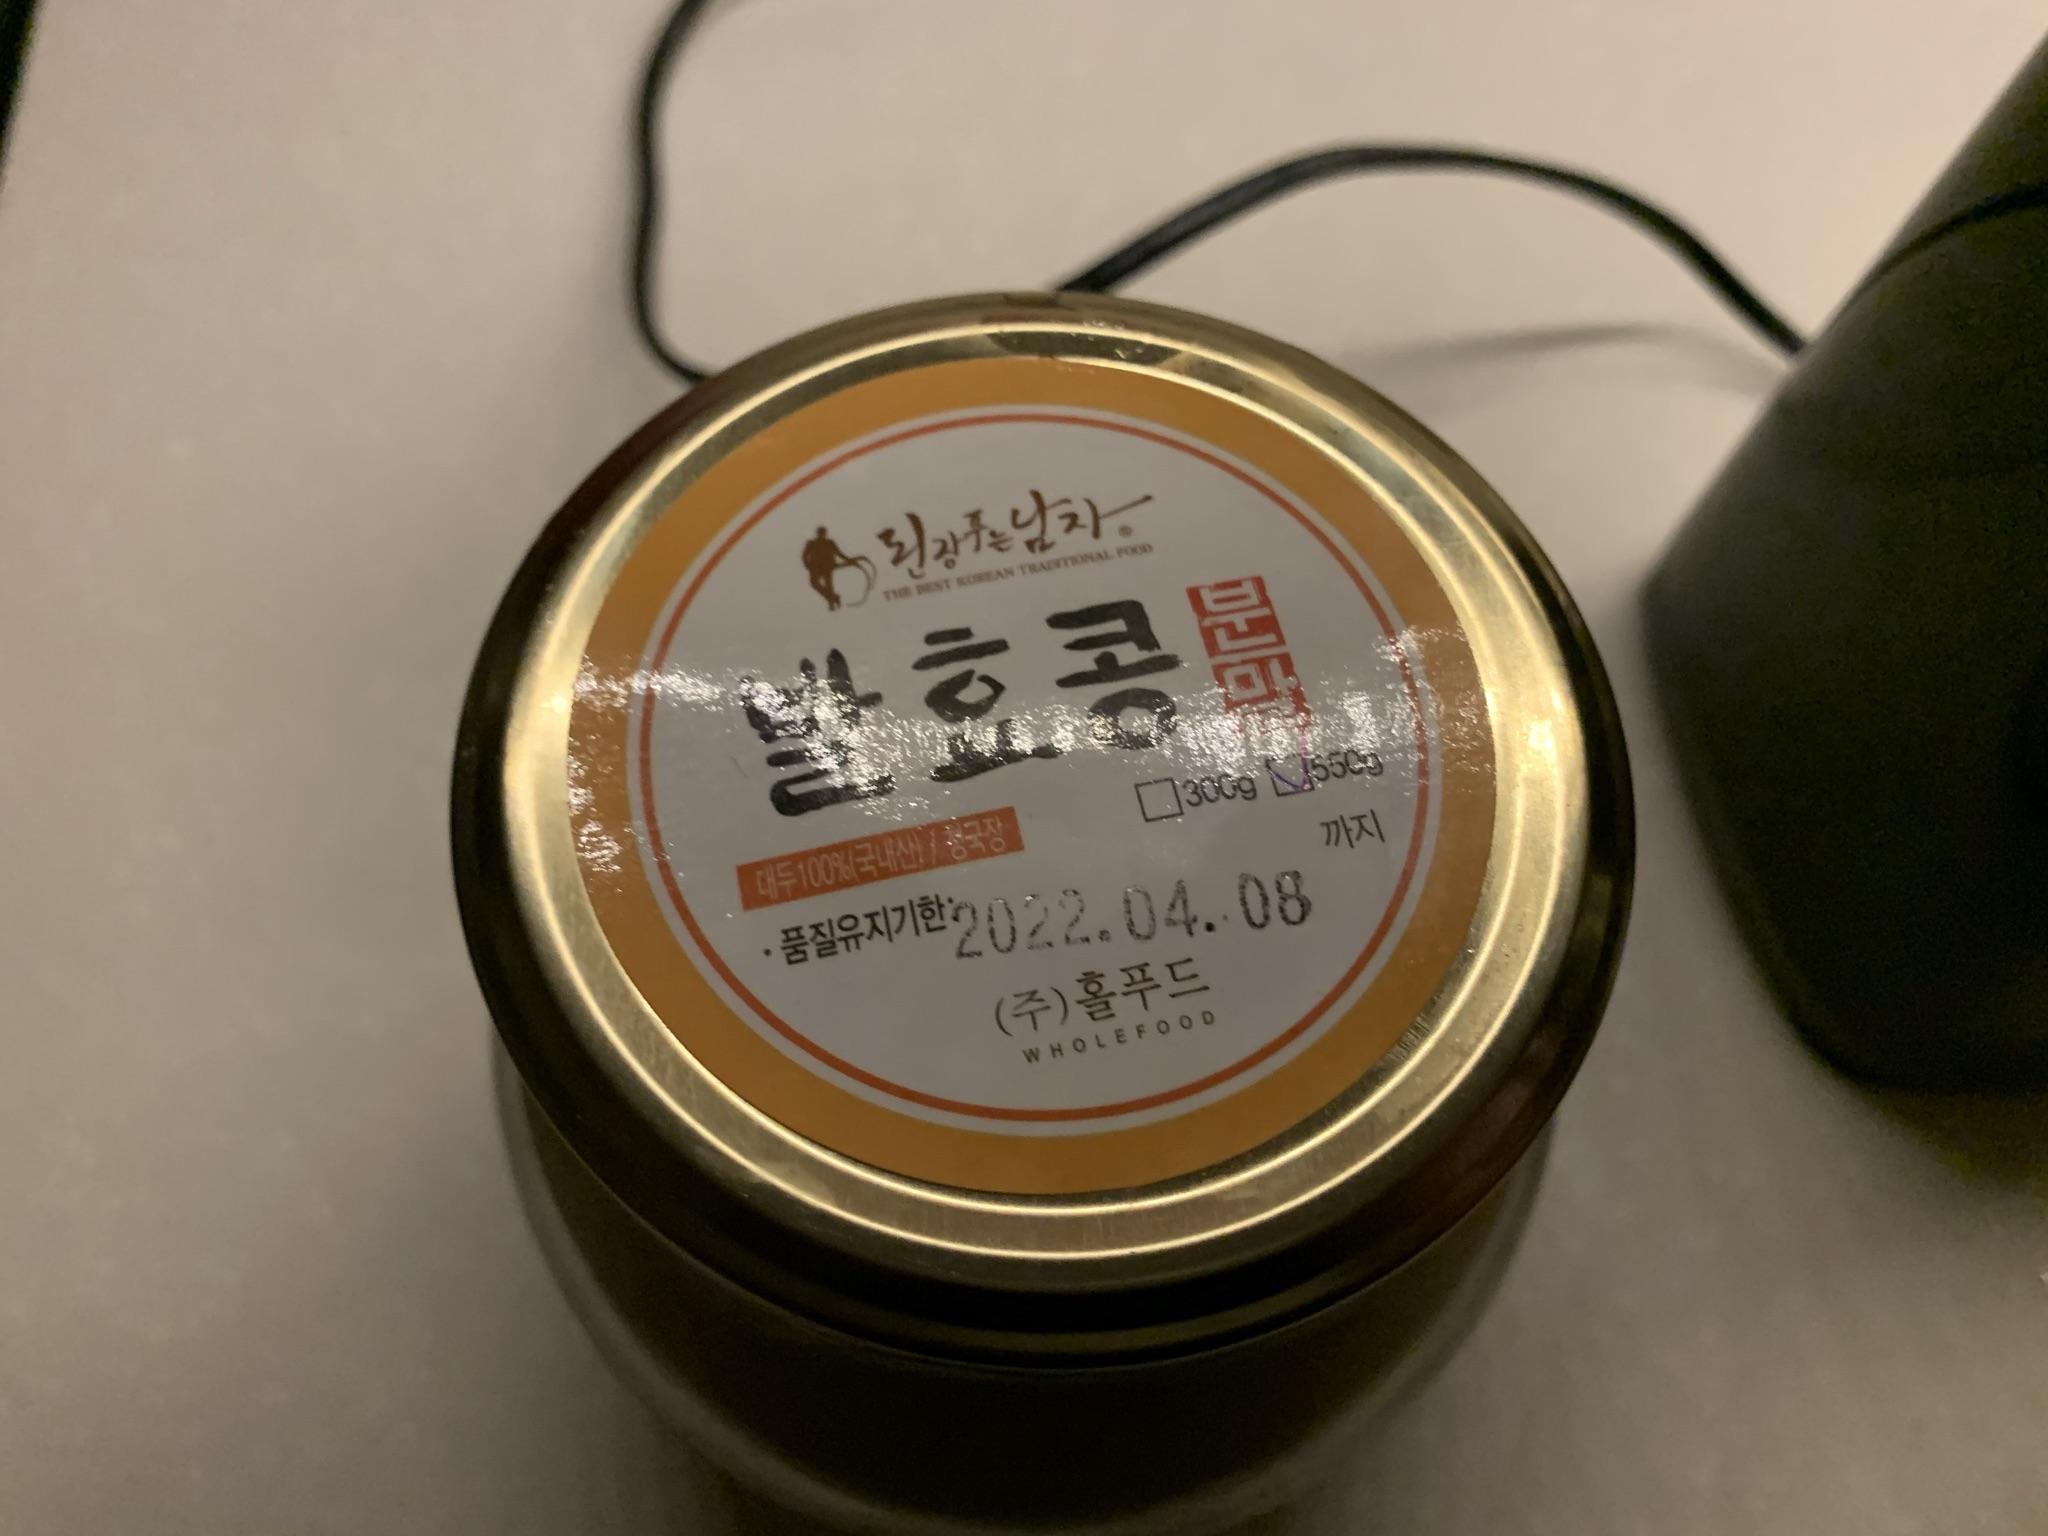 된장푸는남자®
THE BEST KOREAN TRADITIONAL FOOD
발효콩 분말
300g 550g
대두100%(국내산) / 청국장
까지
·품질유지기한: 2022.04.08
(주)홀푸드
WHOLEFOOD